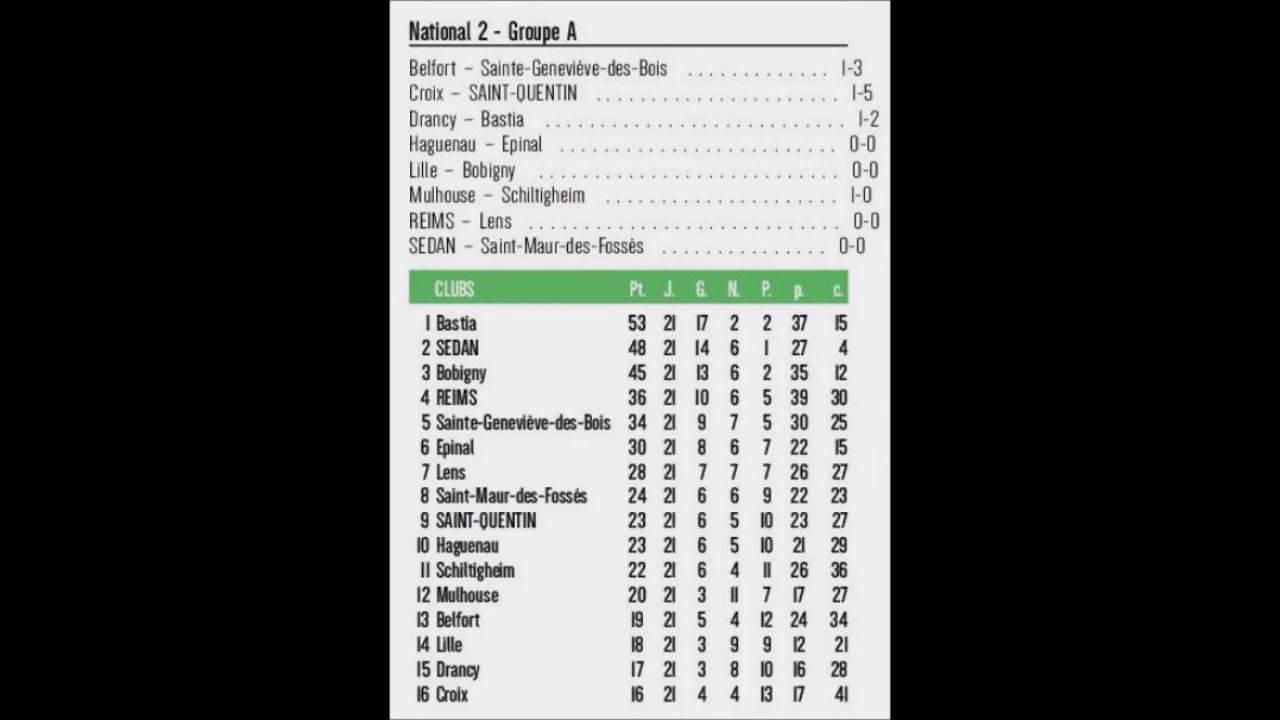 National 2 - Groupe A
Belfort – Sainte-Geneviève-des-Bois ............. 1-3
Croix – SAINT-QUENTIN ....................... 1-5
Drancy – Bastia ............................ 1-2
Haguenau – Epinal .......................... 0-0
Lille – Bobigny ............................ 0-0
Mulhouse – Schiltigheim ...................... 1-0
REIMS – Lens ............................. 0-0
SEDAN – Saint-Maur-des-Fossés ............... 0-0
CLUBS Pt. J. G. N. P. p. c.
1 Bastia 53 21 17 2 2 37 15
2 SEDAN 48 21 14 6 1 27 4
3 Bobigny 45 21 13 6 2 35 12
4 REIMS 36 21 10 6 5 39 30
5 Sainte-Geneviève-des-Bois 34 21 9 7 5 30 25
6 Epinal 30 21 8 6 7 22 15
7 Lens 28 21 7 7 7 26 27
8 Saint-Maur-des-Fossés 24 21 6 6 9 22 23
9 SAINT-QUENTIN 23 21 6 5 10 23 27
10 Haguenau 23 21 6 5 10 21 29
11 Schiltigheim 22 21 6 4 11 26 36
12 Mulhouse 20 21 3 11 7 17 27
13 Belfort 19 21 5 4 12 24 34
14 Lille 18 21 3 9 9 12 21
15 Drancy 17 21 3 8 10 16 28
16 Croix 16 21 4 4 13 17 41